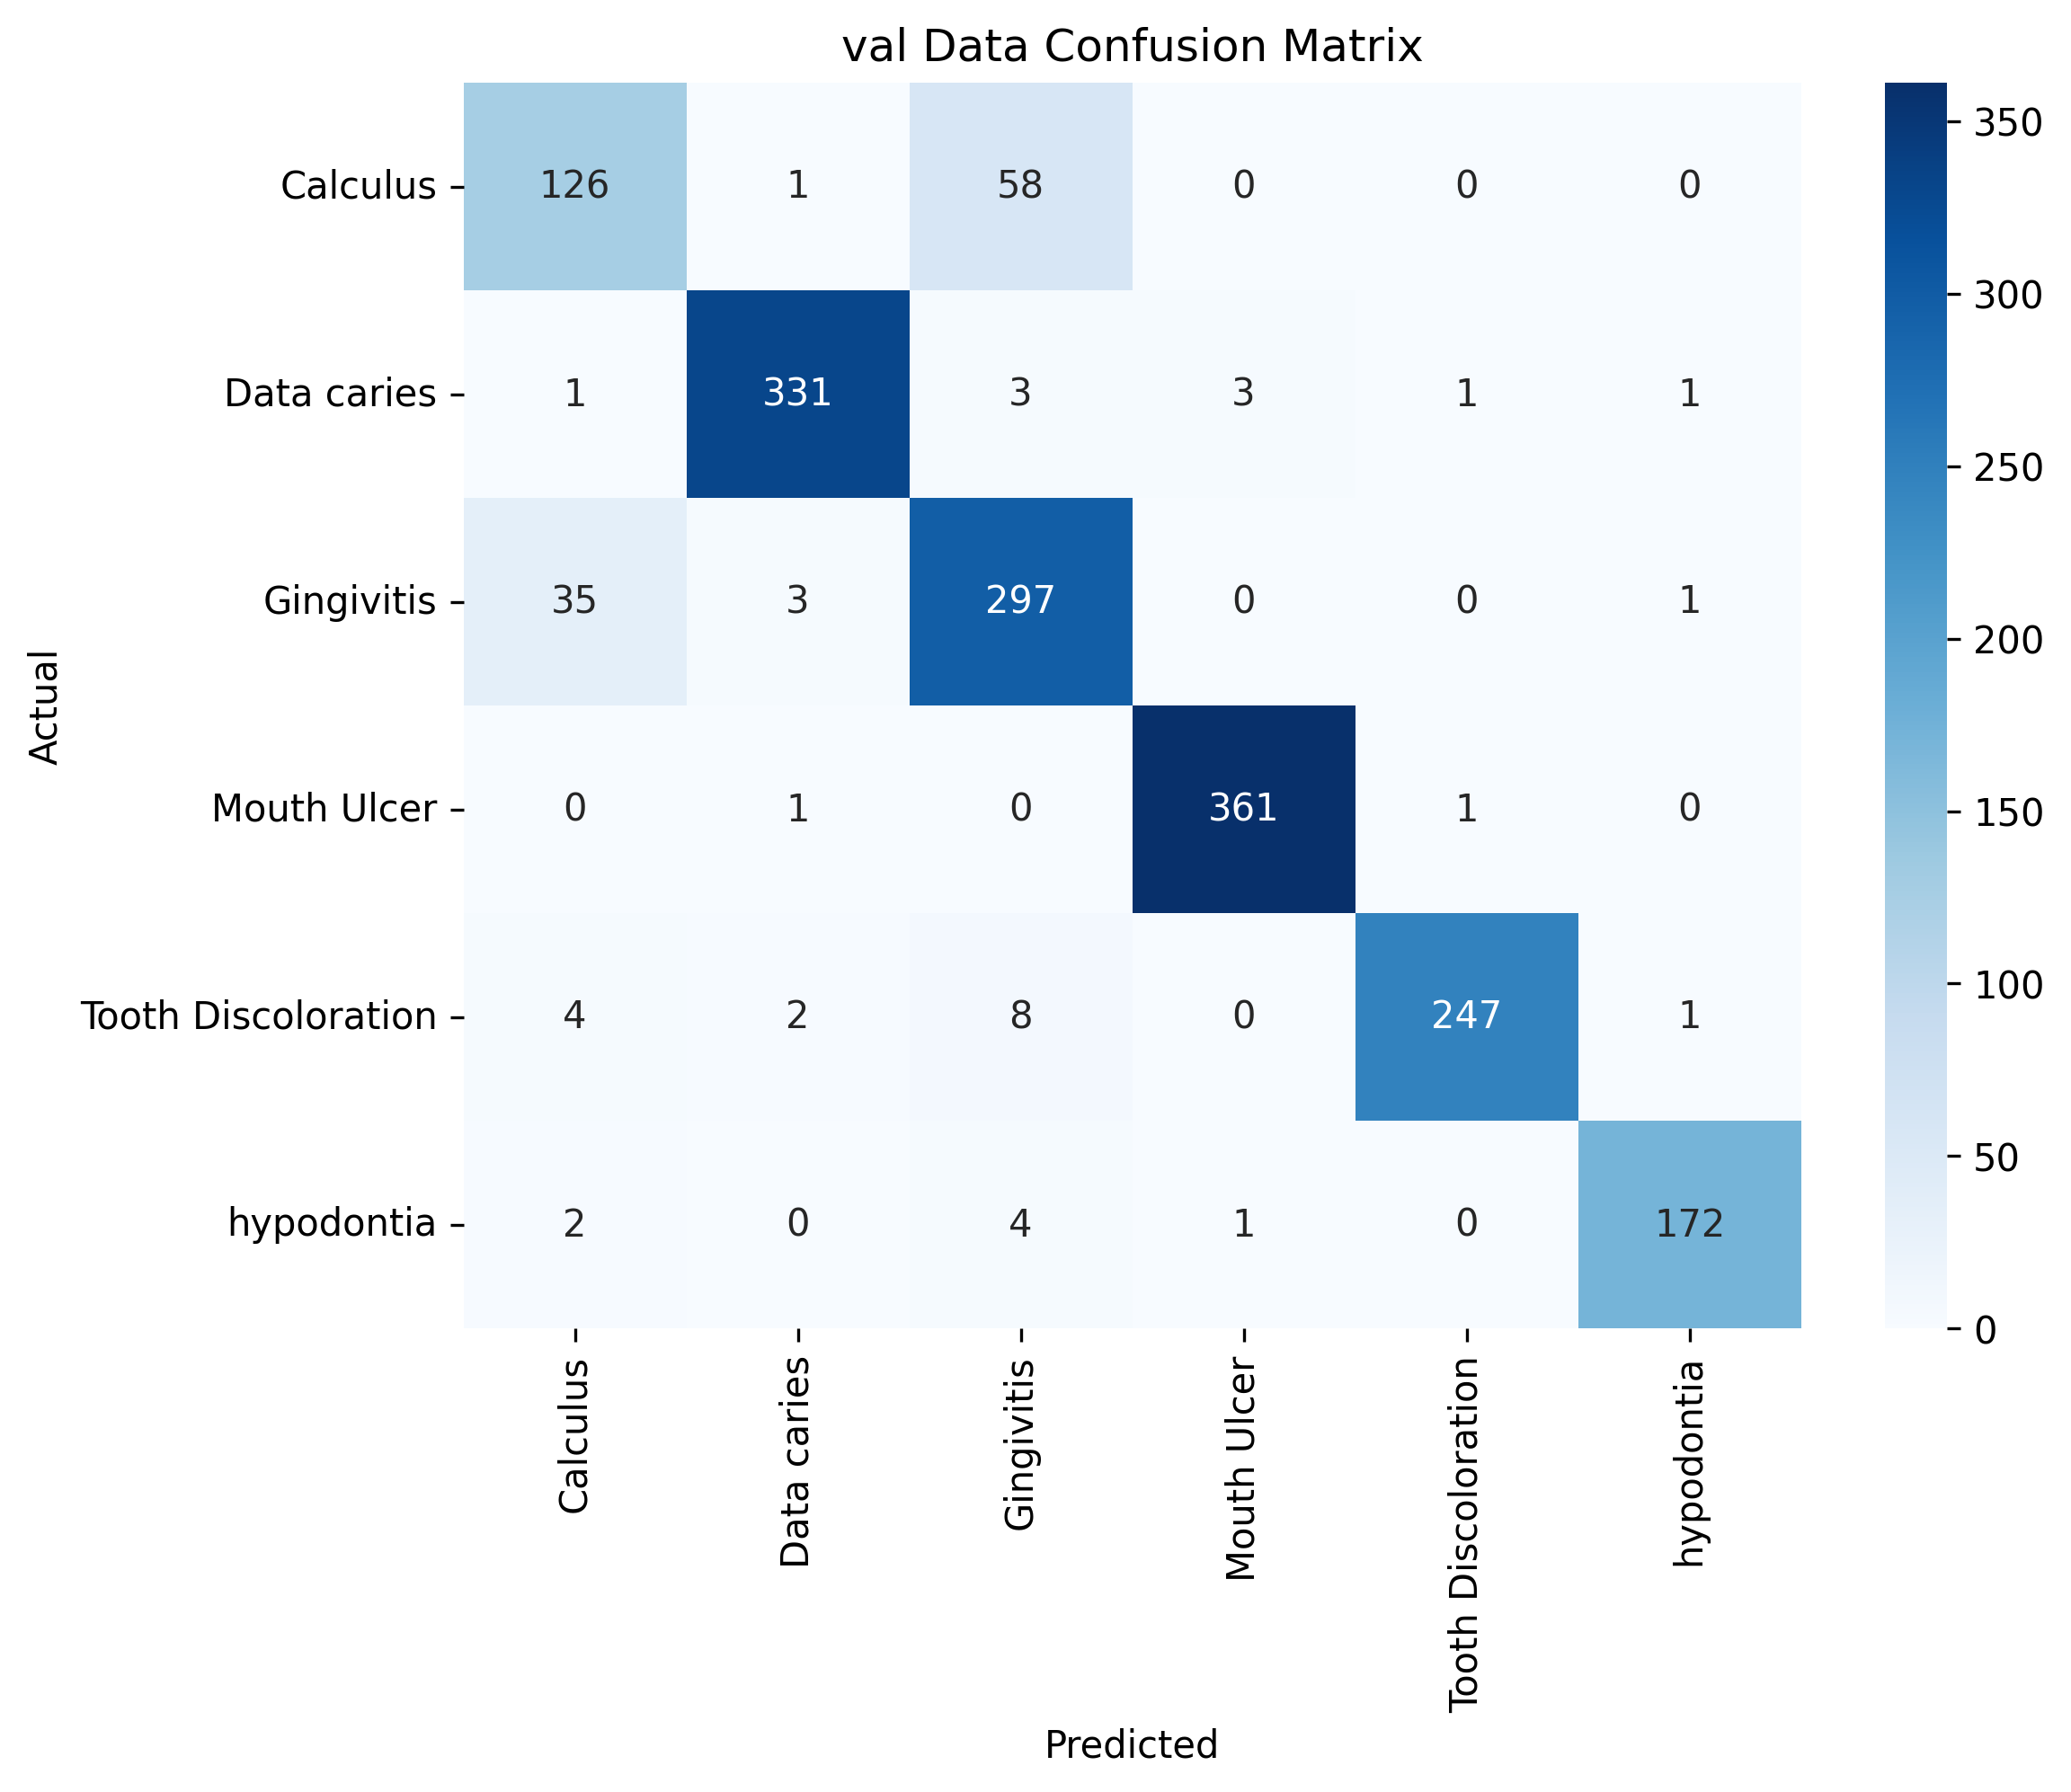 val Data Confusion Matrix
Calculus 126 1 58 0 0 0
Data caries 1 331 3 3 1 1
Gingivitis 35 3 297 0 0 1
Mouth Ulcer 0 1 0 361 1 0
Tooth Discoloration 4 2 8 0 247 1
hypodontia 2 0 4 1 0 172
Actual
Calculus
Data caries
Gingivitis
Mouth Ulcer
Tooth Discoloration
hypodontia
Predicted
350
300
250
200
150
100
50
0